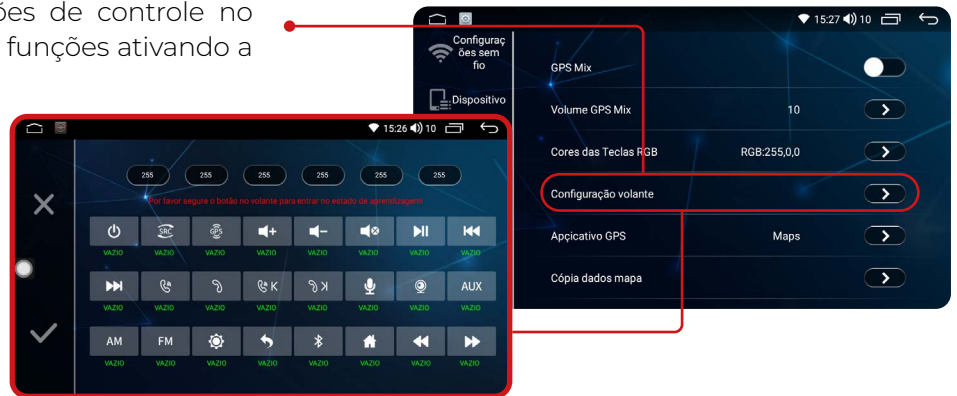 ões de controle no
funções ativando a
15:27 10
Configuraç
ões sem
fio
Dispositivo
GPS Mix
Volume GPS Mix 10
Cores das Teclas RGB RGB:255,0,0
Configuração volante
Apçicativo GPS Maps
Cópia dados mapa
15:26 10
255 255 255 255 255 255
Por favor segure o botão no volante para entrar no estado de aprendizagem!
SRC GPS
VAZIO VAZIO VAZIO VAZIO VAZIO VAZIO VAZIO VAZIO
K K AUX
VAZIO VAZIO VAZIO VAZIO VAZIO VAZIO VAZIO VAZIO
AM FM
VAZIO VAZIO VAZIO VAZIO VAZIO VAZIO VAZIO VAZIO